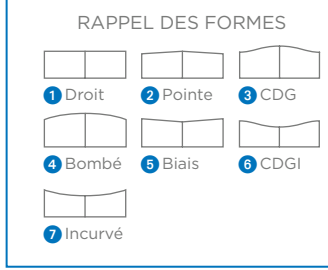 RAPPEL DES FORMES
1 Droit 2 Pointe 3 CDG
4 Bombé 5 Biais 6 CDGI
7 Incurvé